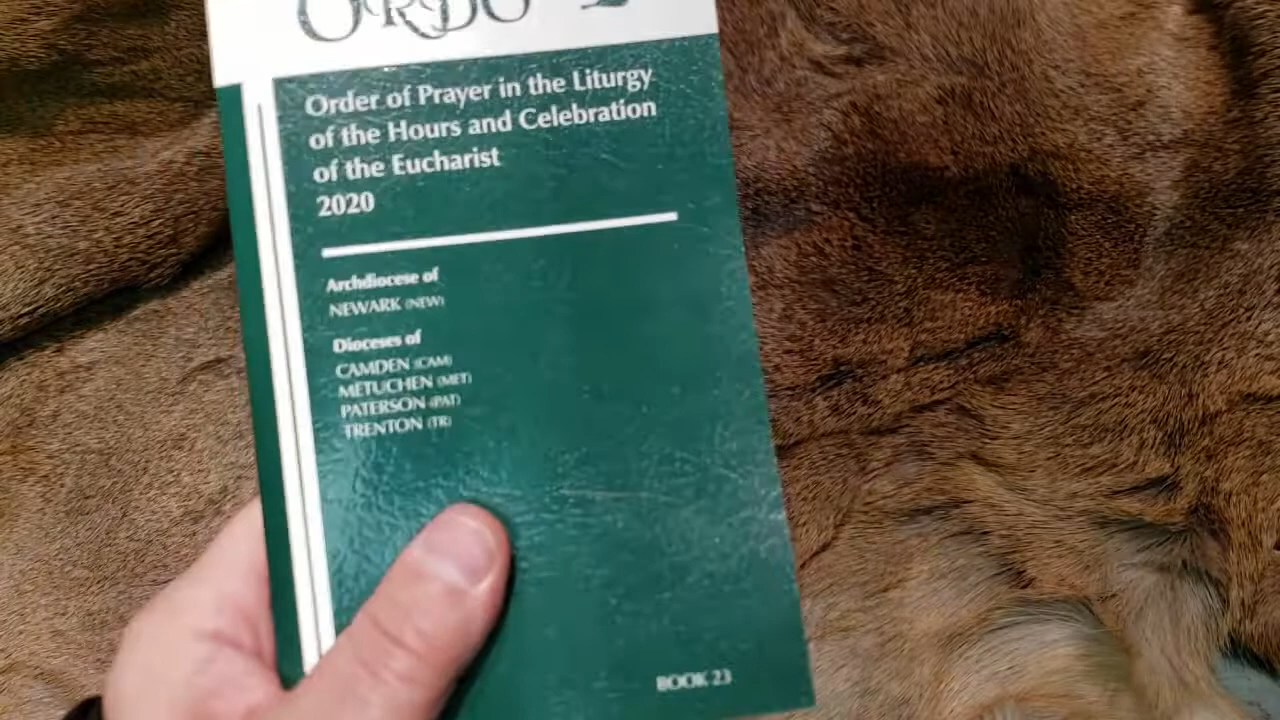 ORDO
Order of Prayer in the Liturgy
of the Hours and Celebration
of the Eucharist
2020
Archdiocese of
NEWARK (NEW)
Dioceses of
CAMDEN (CAM)
METUCHEN (MET)
PATERSON (PAT)
TRENTON (TR)
BOOK 23